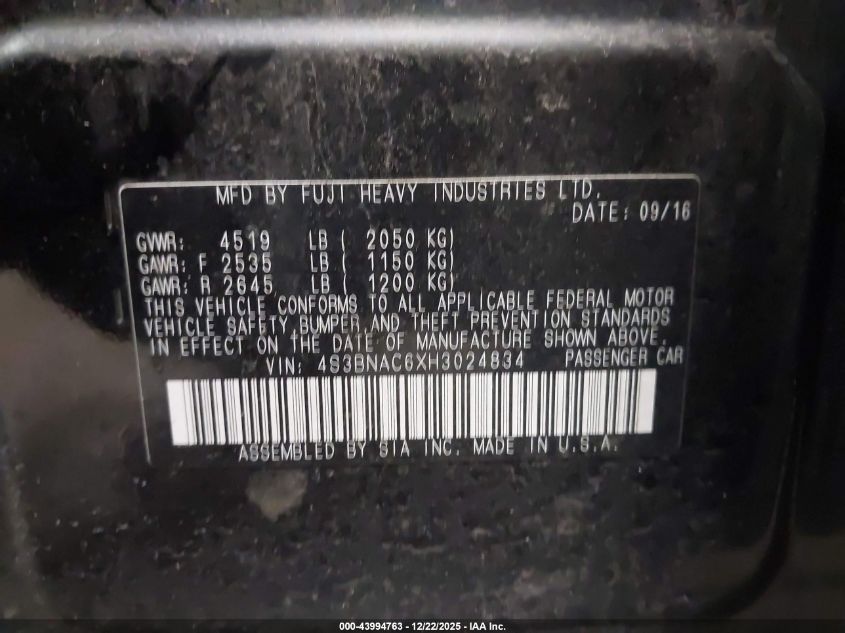 MFD BY FUJI HEAVY INDUSTRIES LTD.
DATE: 09/16
GVWR: 4519 LB ( 2050 KG)
GAWR: F 2535 LB ( 1150 KG)
GAWR: R 2645 LB ( 1200 KG)
THIS VEHICLE CONFORMS TO ALL APPLICABLE FEDERAL MOTOR
VEHICLE SAFETY, BUMPER, AND THEFT PREVENTION STANDARDS
IN EFFECT ON THE DATE OF MANUFACTURE SHOWN ABOVE.
VIN: 4S3BNAC6XH3024834 PASSENGER CAR
ASSEMBLED BY SIA INC. MADE IN U.S.A.
000-43994763 - 12/22/2025 - IAA Inc.